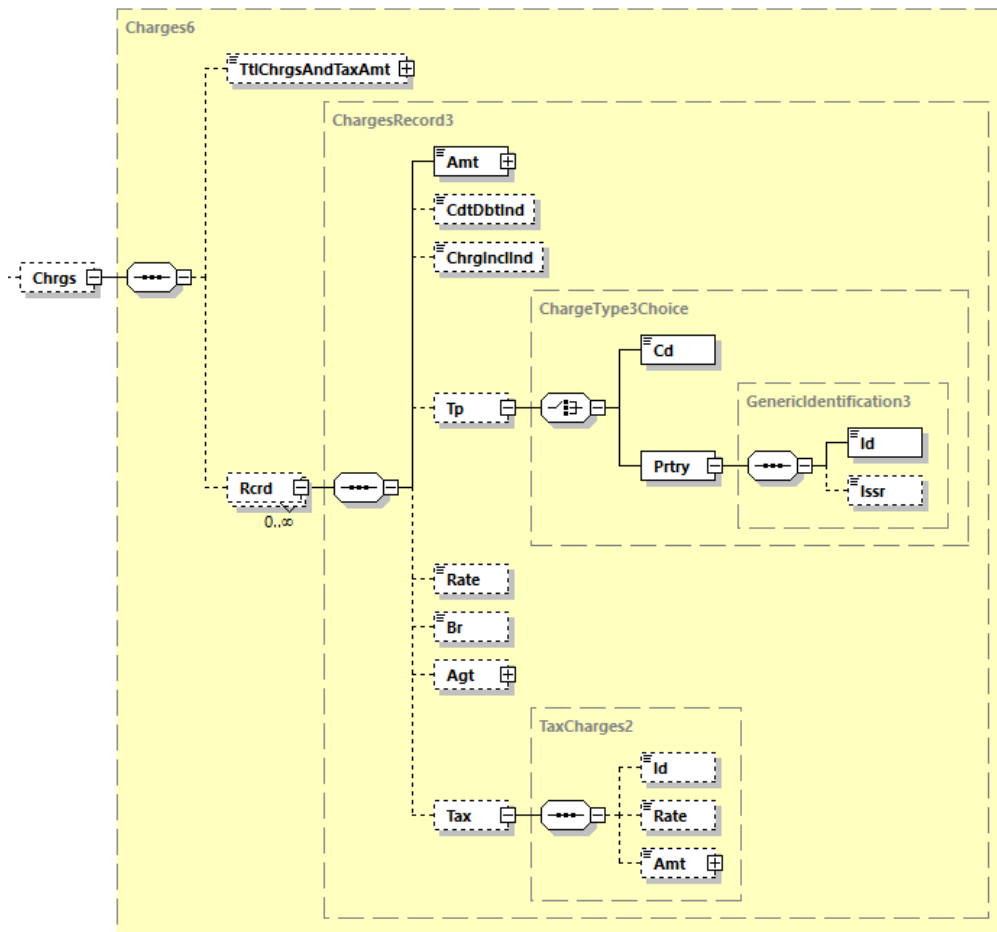 Charges6
TtlChrgsAndTaxAmt
ChargesRecord3
Amt
CdtDbtInd
ChrgInclInd
Chrgs
ChargeType3Choice
Cd
Tp
GenericIdentification3
Id
Prtry
Issr
Rcrd
0..∞
Rate
Br
Agt
TaxCharges2
Id
Tax
Rate
Amt